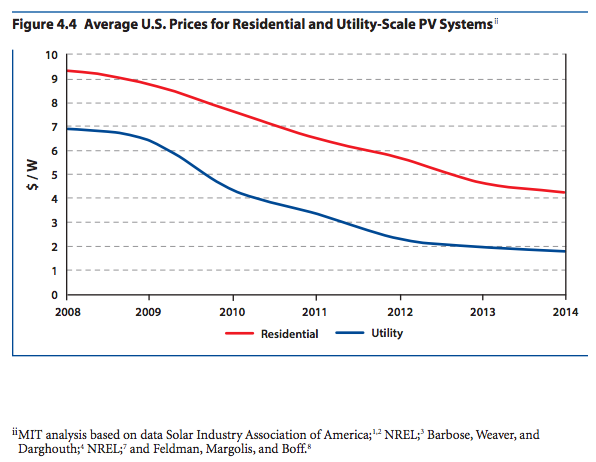 Figure 4.4 Average U.S. Prices for Residential and Utility-Scale PV Systems ii
10
9
8
7
6
5
4
3
2
1
0
$ / W
2008 2009 2010 2011 2012 2013 2014
Residential Utility
iiMIT analysis based on data Solar Industry Association of America;1,2 NREL;3 Barbose, Weaver, and
Darghouth;4 NREL;7 and Feldman, Margolis, and Boff.8